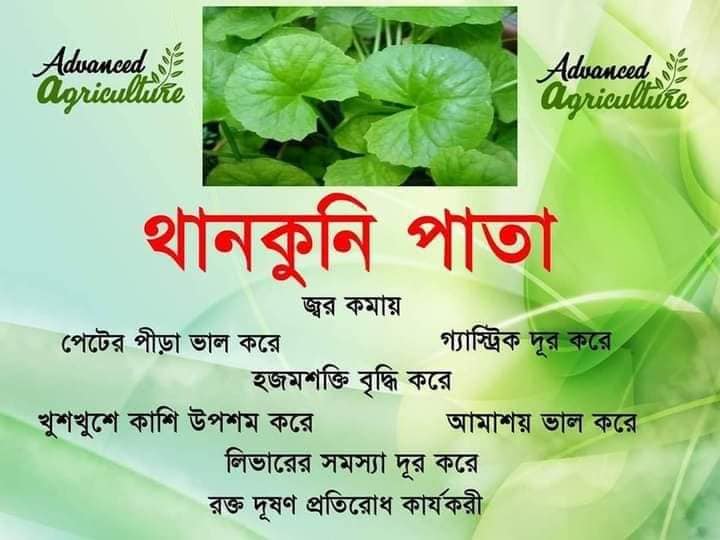 Advanced Agriculture
Advanced Agriculture
থানকুনি পাতা
জ্বর কমায়
পেটের পীড়া ভাল করে
গ্যাস্ট্রিক দূর করে
হজমশক্তি বৃদ্ধি করে
খুশখুশে কাশি উপশম করে
আমাশয় ভাল করে
লিভারের সমস্যা দূর করে
রক্ত দূষণ প্রতিরোধ কার্যকরী